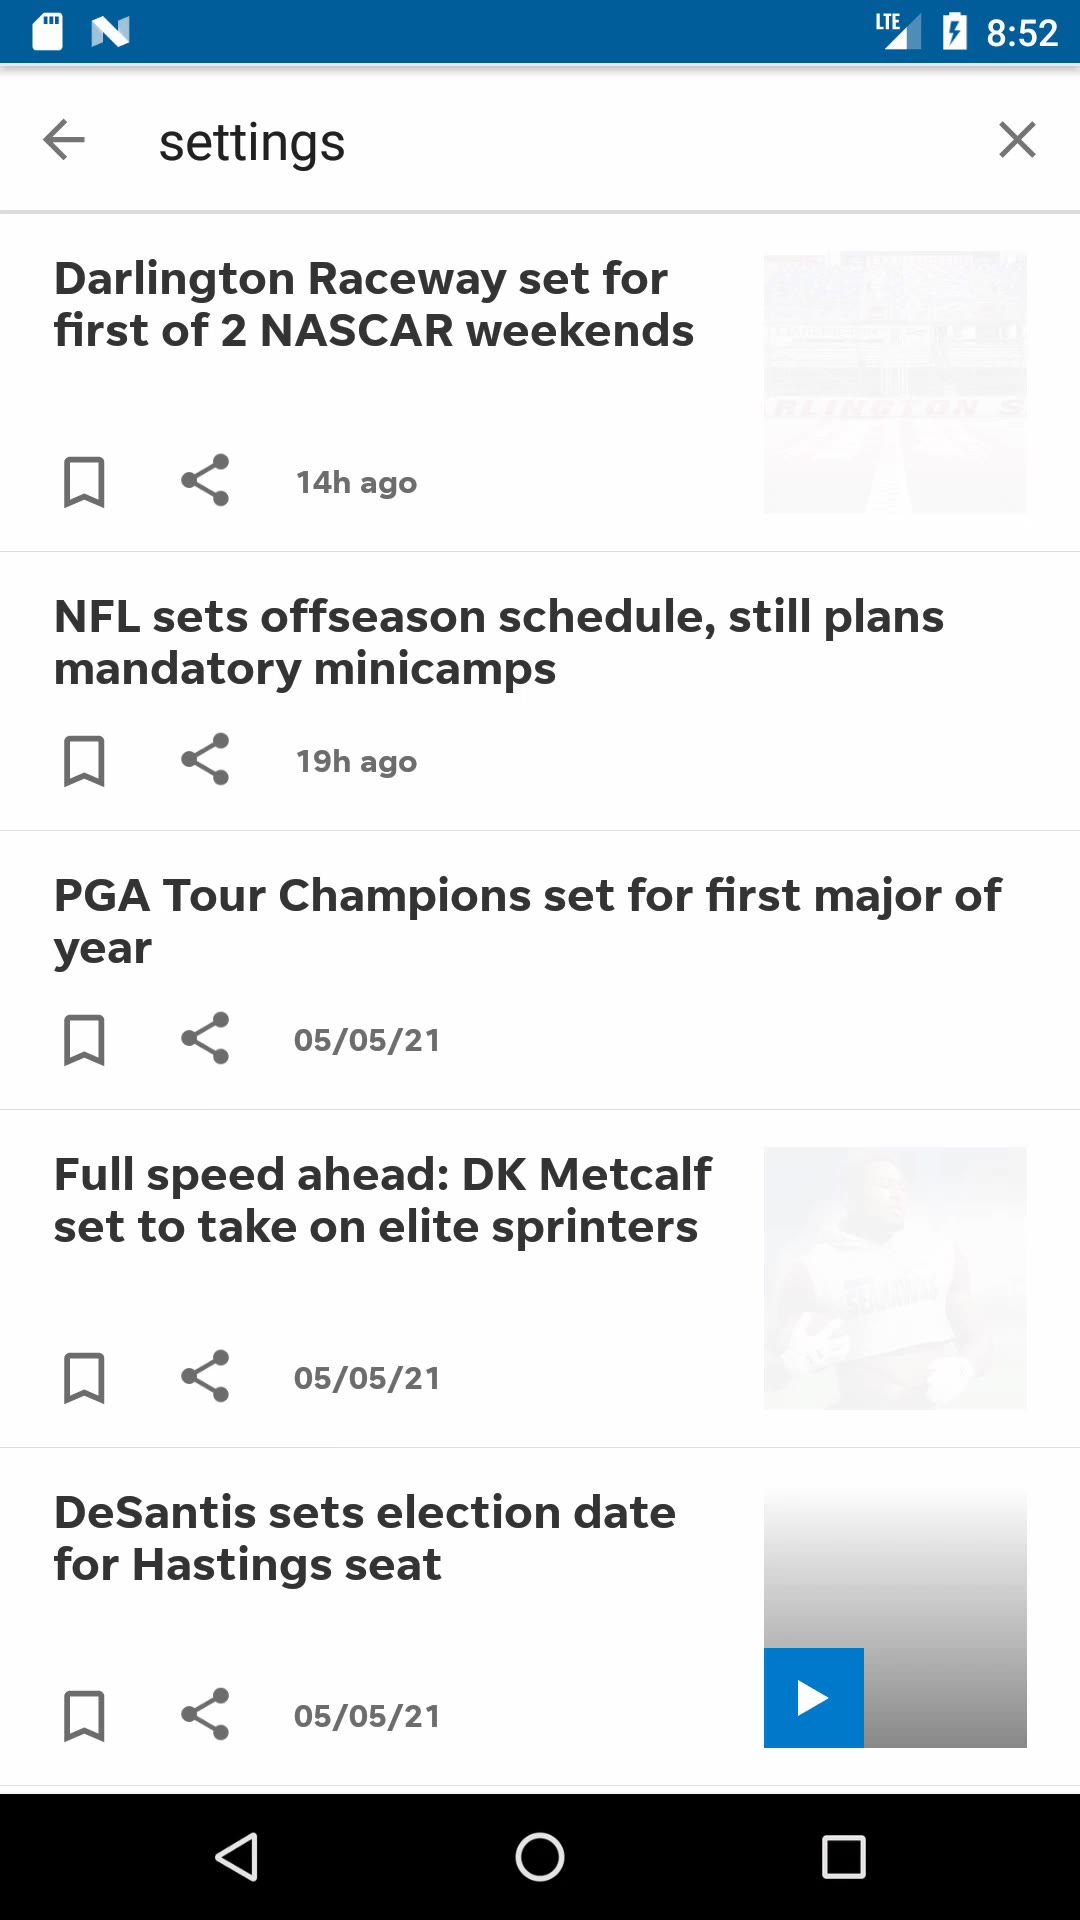 LTE 8:52
settings
Darlington Raceway set for
first of 2 NASCAR weekends
RLINGTON S
14h ago
NFL sets offseason schedule, still plans
mandatory minicamps
19h ago
PGA Tour Champions set for first major of
year
05/05/21
Full speed ahead: DK Metcalf
set to take on elite sprinters
05/05/21
DeSantis sets election date
for Hastings seat
05/05/21